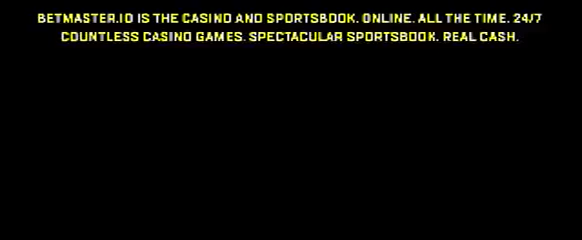 BETMASTER.IO IS THE CASINO AND SPORTSBOOK. ONLINE. ALL THE TIME. 24/7
COUNTLESS CASINO GAMES. SPECTACULAR SPORTSBOOK. REAL CASH.